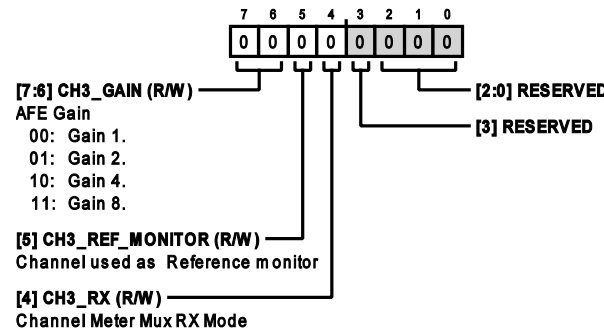 7 6 5 4 3 2 1 0
0 0 0 0 0 0 0 0
[7:6] CH3_GAIN (R/W)
AFE Gain
00: Gain 1.
01: Gain 2.
10: Gain 4.
11: Gain 8.
[5] CH3_REF_MONITOR (R/W)
Channel used as Reference monitor
[4] CH3_RX (R/W)
Channel Meter Mux RX Mode
[2:0] RESERVED
[3] RESERVED